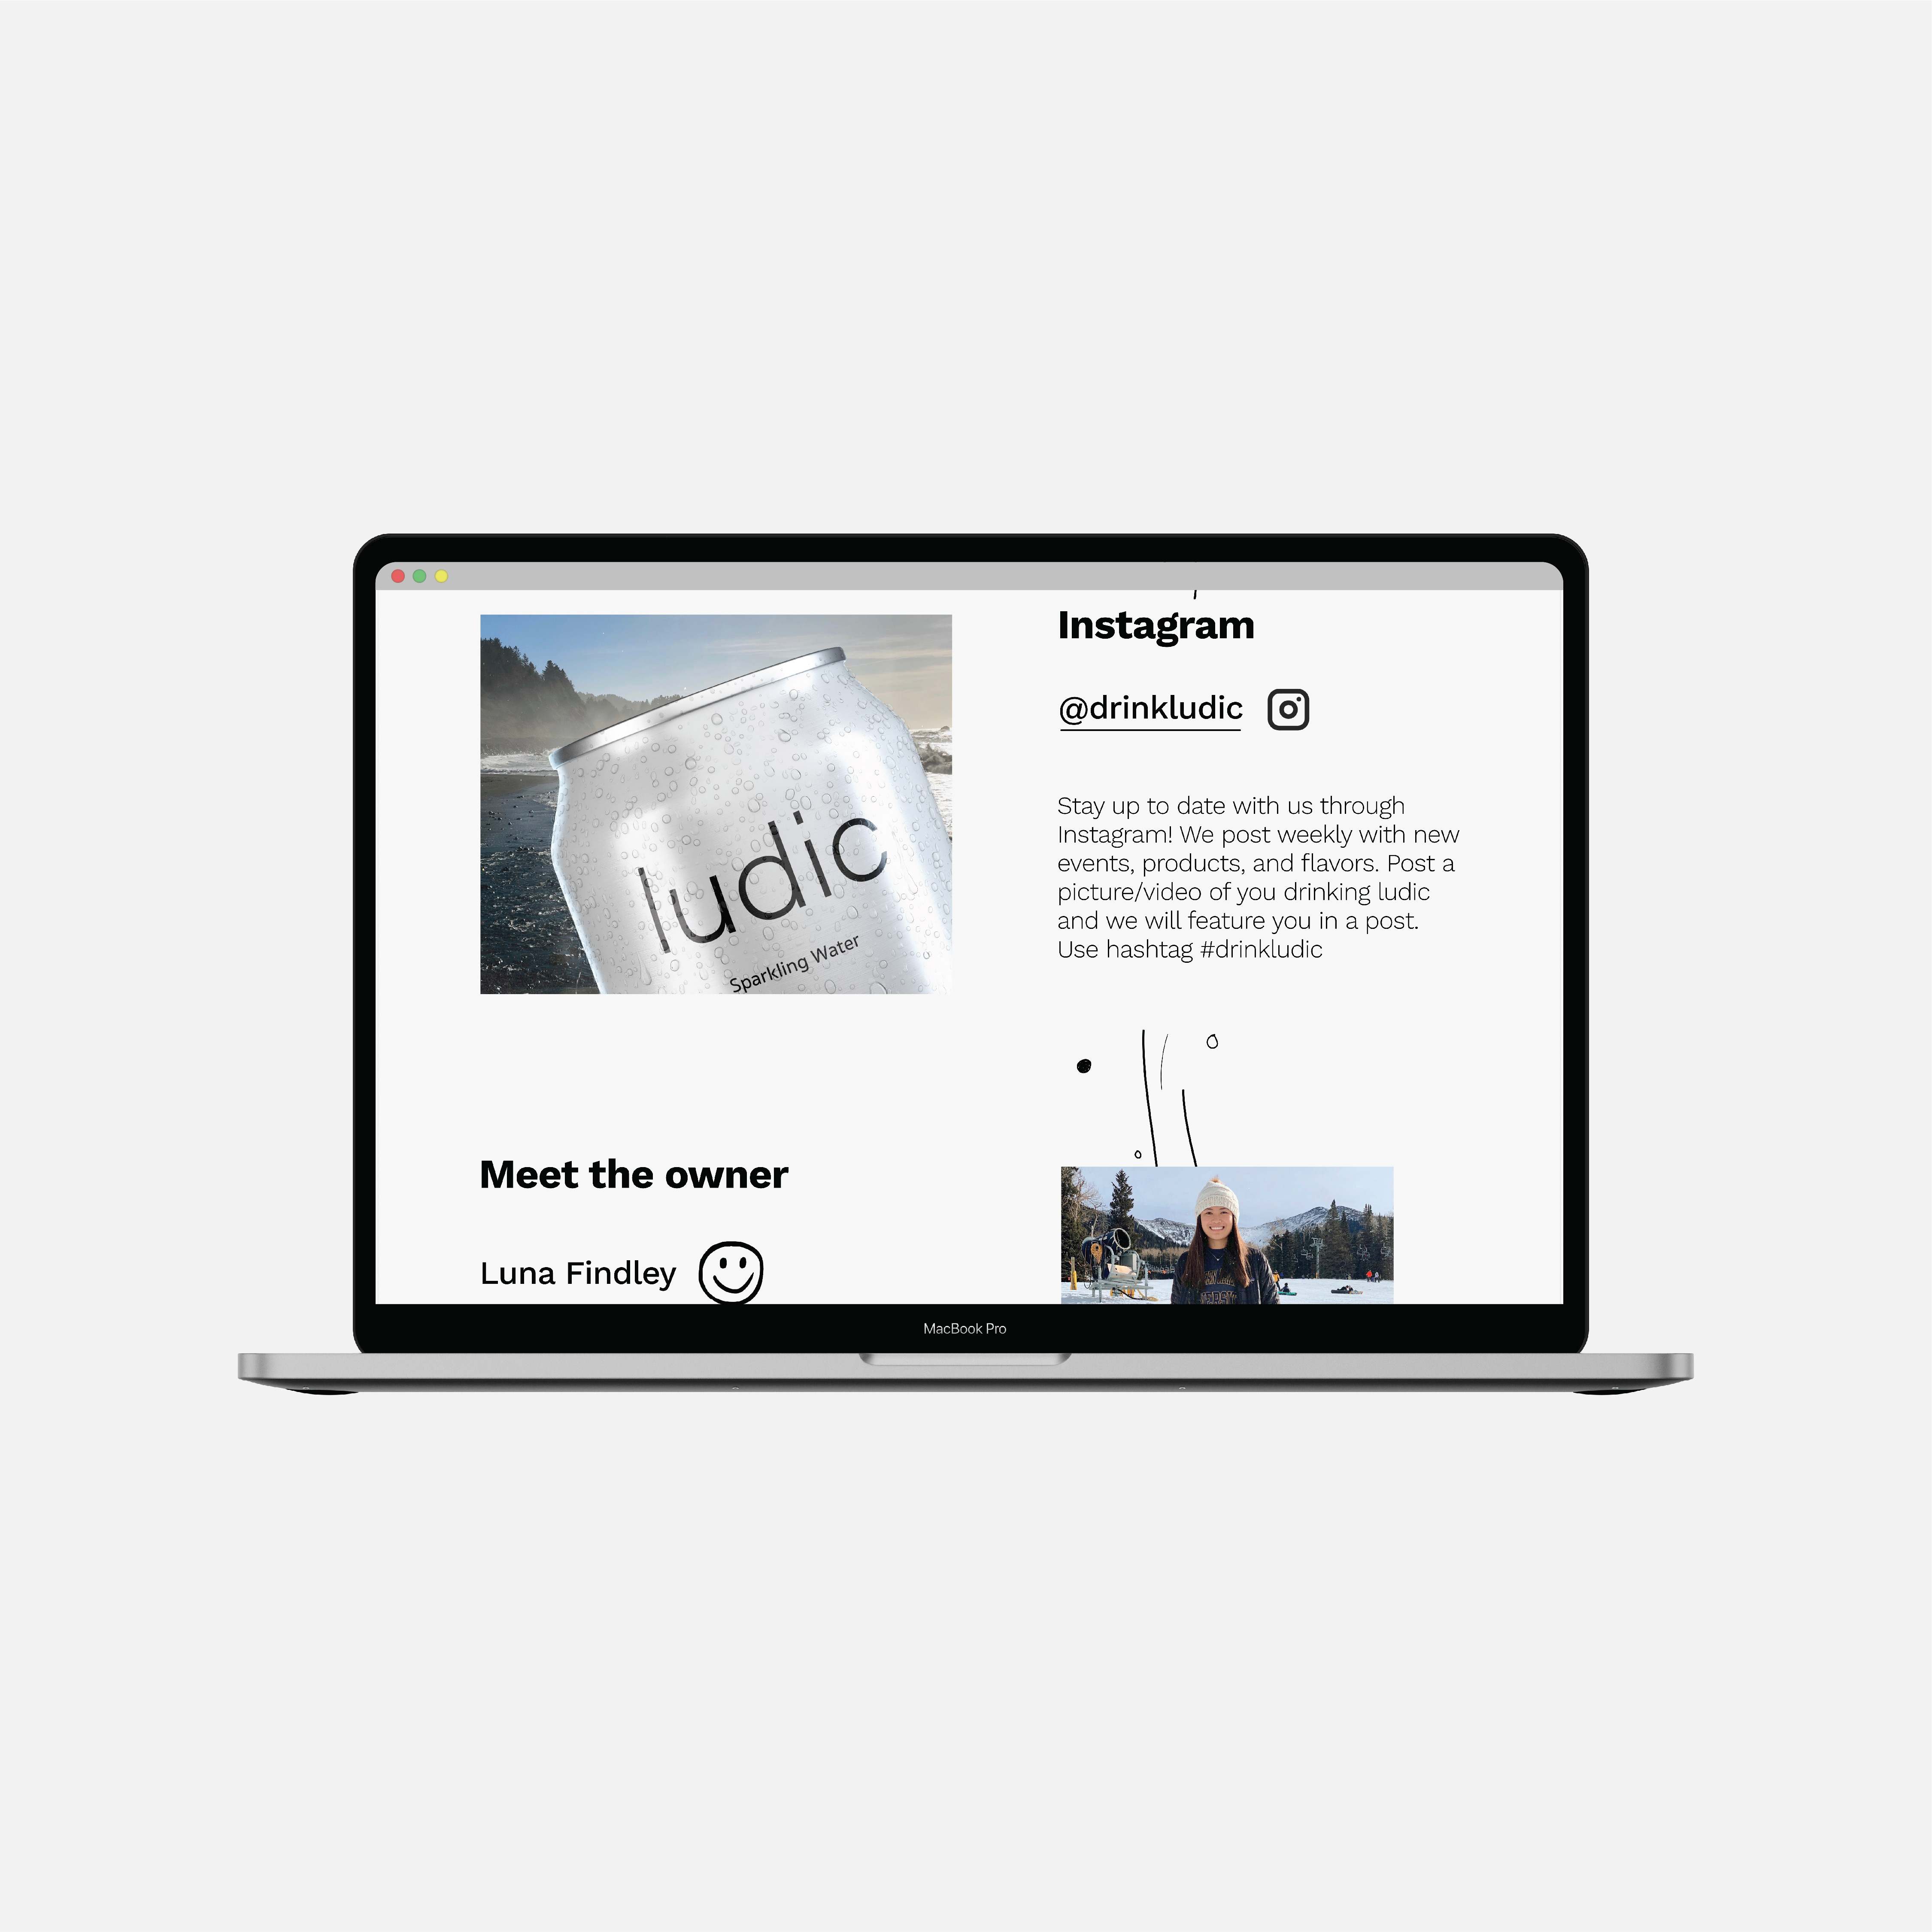 Instagram
@drinkludic
Stay up to date with us through
Instagram! We post weekly with new
events, products, and flavors. Post a
picture/video of you drinking ludic
and we will feature you in a post.
Use hashtag #drinkludic
ludic
Sparkling Water
Meet the owner
Luna Findley
MacBook Pro